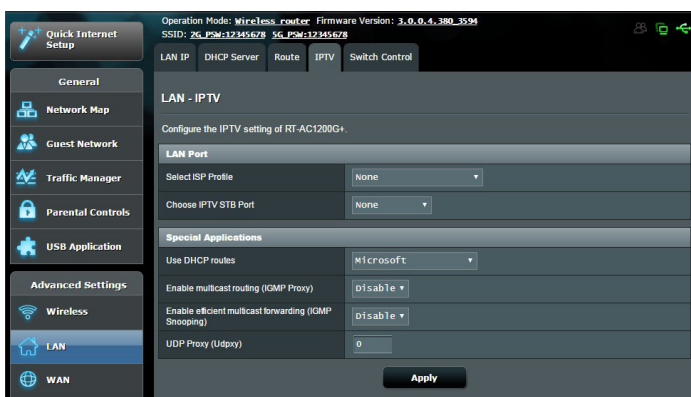 Operation Mode: Wireless router Firmware Version: 3.0.0.4.380_3594
SSID: 2G_PSW:12345678 5G_PSW:12345678
Quick Internet
Setup
General
Network Map
Guest Network
Traffic Manager
Parental Controls
USB Application
Advanced Settings
Wireless
LAN
WAN
LAN IP DHCP Server Route IPTV Switch Control
LAN - IPTV
Configure the IPTV setting of RT-AC1200G+.
LAN Port
Select ISP Profile None
Choose IPTV STB Port None
Special Applications
Use DHCP routes Microsoft
Enable multicast routing (IGMP Proxy) Disable
Enable eficient multicast forwarding (IGMP
Snooping) Disable
UDP Proxy (Udpxy) 0
Apply